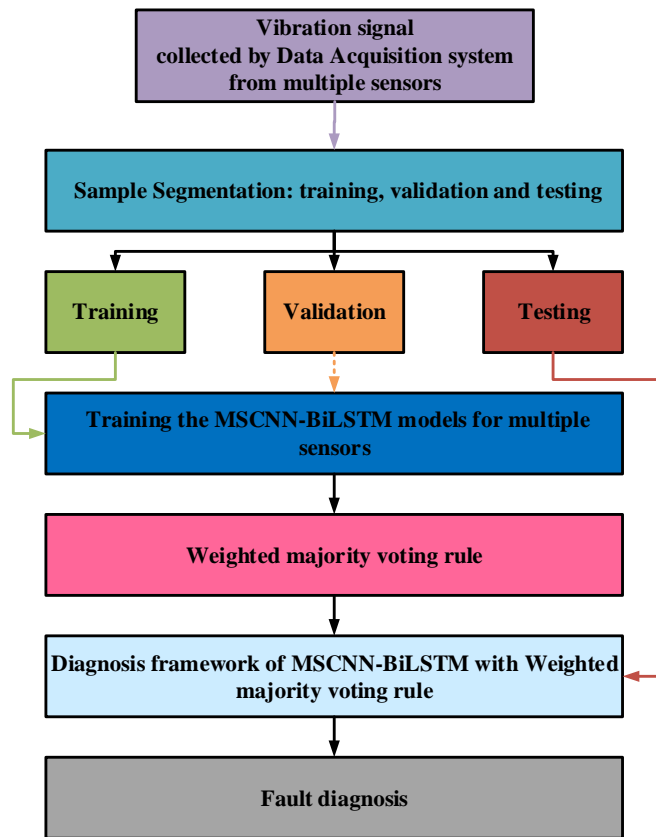 Vibration signal
collected by Data Acquisition system
from multiple sensors
Sample Segmentation: training, validation and testing
Training
Validation
Testing
Training the MSCNN-BiLSTM models for multiple
sensors
Weighted majority voting rule
Diagnosis framework of MSCNN-BiLSTM with Weighted
majority voting rule
Fault diagnosis